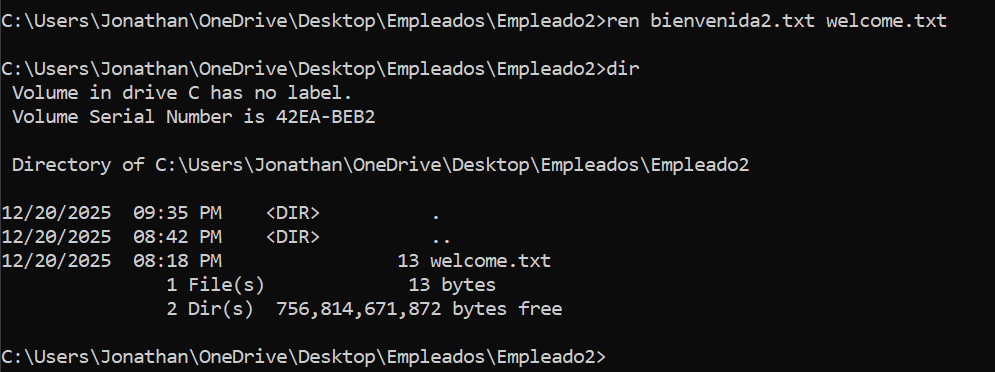 C:\Users\Jonathan\OneDrive\Desktop\Empleados\Empleado2>ren bienvenida2.txt welcome.txt
C:\Users\Jonathan\OneDrive\Desktop\Empleados\Empleado2>dir
Volume in drive C has no label.
Volume Serial Number is 42EA-BEB2
Directory of C:\Users\Jonathan\OneDrive\Desktop\Empleados\Empleado2
12/20/2025  09:35 PM    <DIR>          .
12/20/2025  08:42 PM    <DIR>          ..
12/20/2025  08:18 PM                13 welcome.txt
1 File(s)             13 bytes
2 Dir(s)  756,814,671,872 bytes free
C:\Users\Jonathan\OneDrive\Desktop\Empleados\Empleado2>